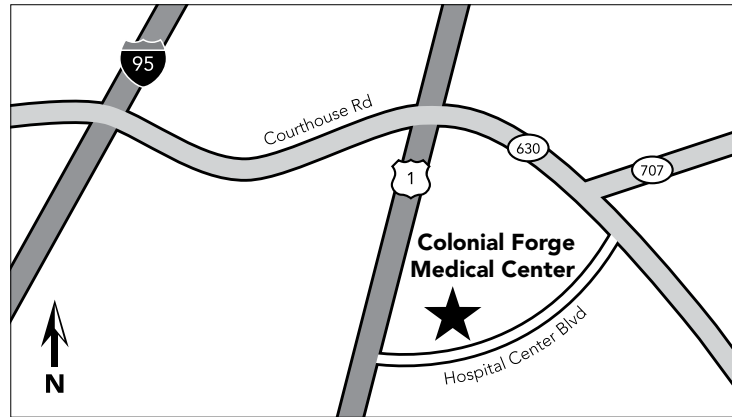 95
Courthouse Rd
630
707
1
Colonial Forge
Medical Center
Hospital Center Blvd
N